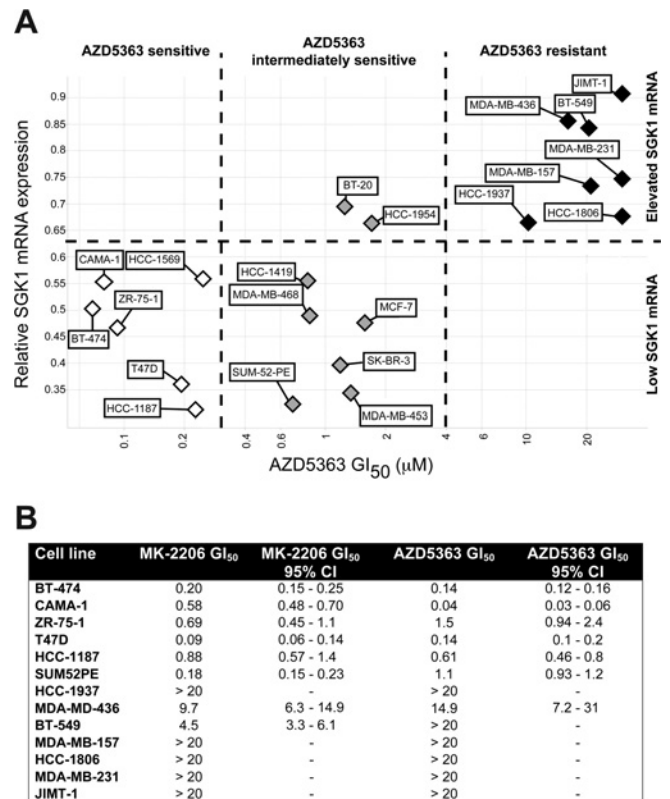 A
AZD5363 sensitive
AZD5363
intermediately sensitive
AZD5363 resistant
Relative SGK1 mRNA expression
0.9
0.85
0.8
0.75
0.7
0.65
0.6
0.55
0.5
0.45
0.4
0.35
JIMT-1
MDA-MB-436
BT-549
MDA-MB-231
MDA-MB-157
HCC-1937
HCC-1806
BT-20
HCC-1954
Elevated SGK1 mRNA
CAMA-1
HCC-1569
ZR-75-1
BT-474
T47D
HCC-1187
HCC-1419
MDA-MB-468
MCF-7
SUM-52-PE
SK-BR-3
MDA-MB-453
Low SGK1 mRNA
0.1 0.2 0.4 0.6 1 2 4 6 10 20
AZD5363 GI50 (μM)
B
Cell line MK-2206 GI50 MK-2206 GI50 AZD5363 GI50 AZD5363 GI50
95% CI 95% CI
BT-474 0.20 0.15 - 0.25 0.14 0.12 - 0.16
CAMA-1 0.58 0.48 - 0.70 0.04 0.03 - 0.06
ZR-75-1 0.69 0.45 - 1.1 1.5 0.94 - 2.4
T47D 0.09 0.06 - 0.14 0.14 0.1 - 0.2
HCC-1187 0.88 0.57 - 1.4 0.61 0.46 - 0.8
SUM52PE 0.18 0.15 - 0.23 1.1 0.93 - 1.2
HCC-1937 > 20 - > 20 -
MDA-MD-436 9.7 6.3 - 14.9 14.9 7.2 - 31
BT-549 4.5 3.3 - 6.1 > 20 -
MDA-MB-157 > 20 - > 20 -
HCC-1806 > 20 - > 20 -
MDA-MB-231 > 20 - > 20 -
JIMT-1 > 20 - > 20 -